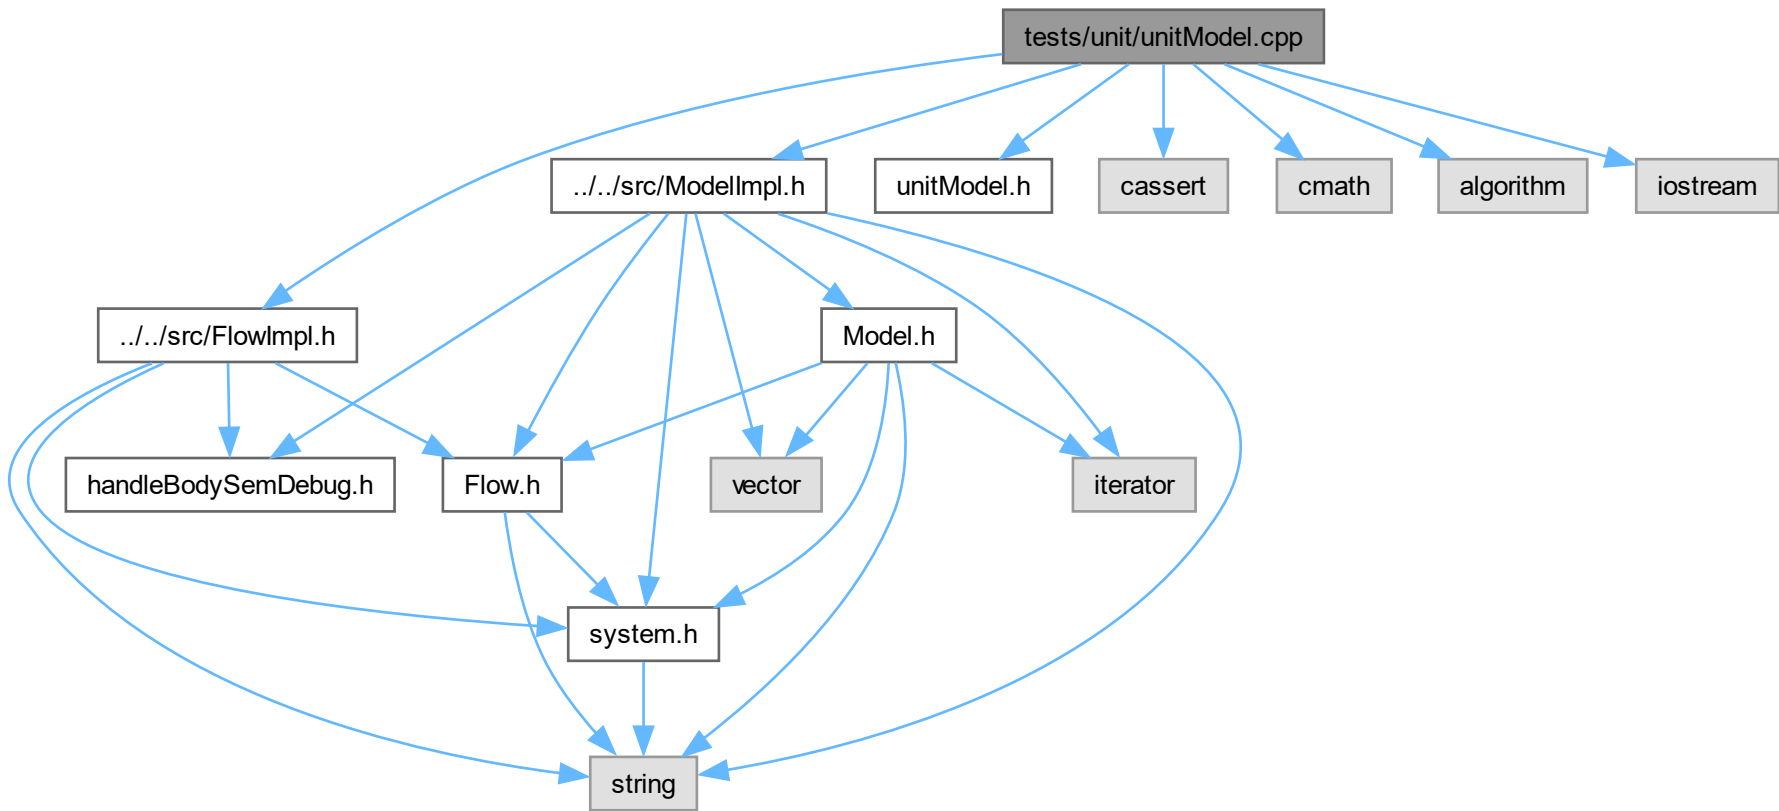 tests/unit/unitModel.cpp
../../src/ModelImpl.h
unitModel.h
cassert
cmath
algorithm
iostream
../../src/FlowImpl.h
Model.h
handleBodySemDebug.h
Flow.h
vector
iterator
system.h
string